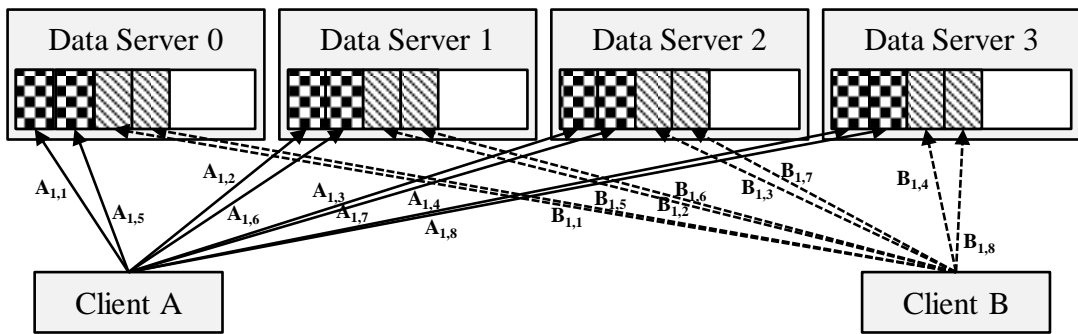 Data Server 0
Data Server 1
Data Server 2
Data Server 3
A1,1
A1,5
A1,2
A1,6
A1,3
A1,7
A1,4
A1,8
B1,1
B1,5
B1,2
B1,6
B1,3
B1,7
B1,4
B1,8
Client A
Client B